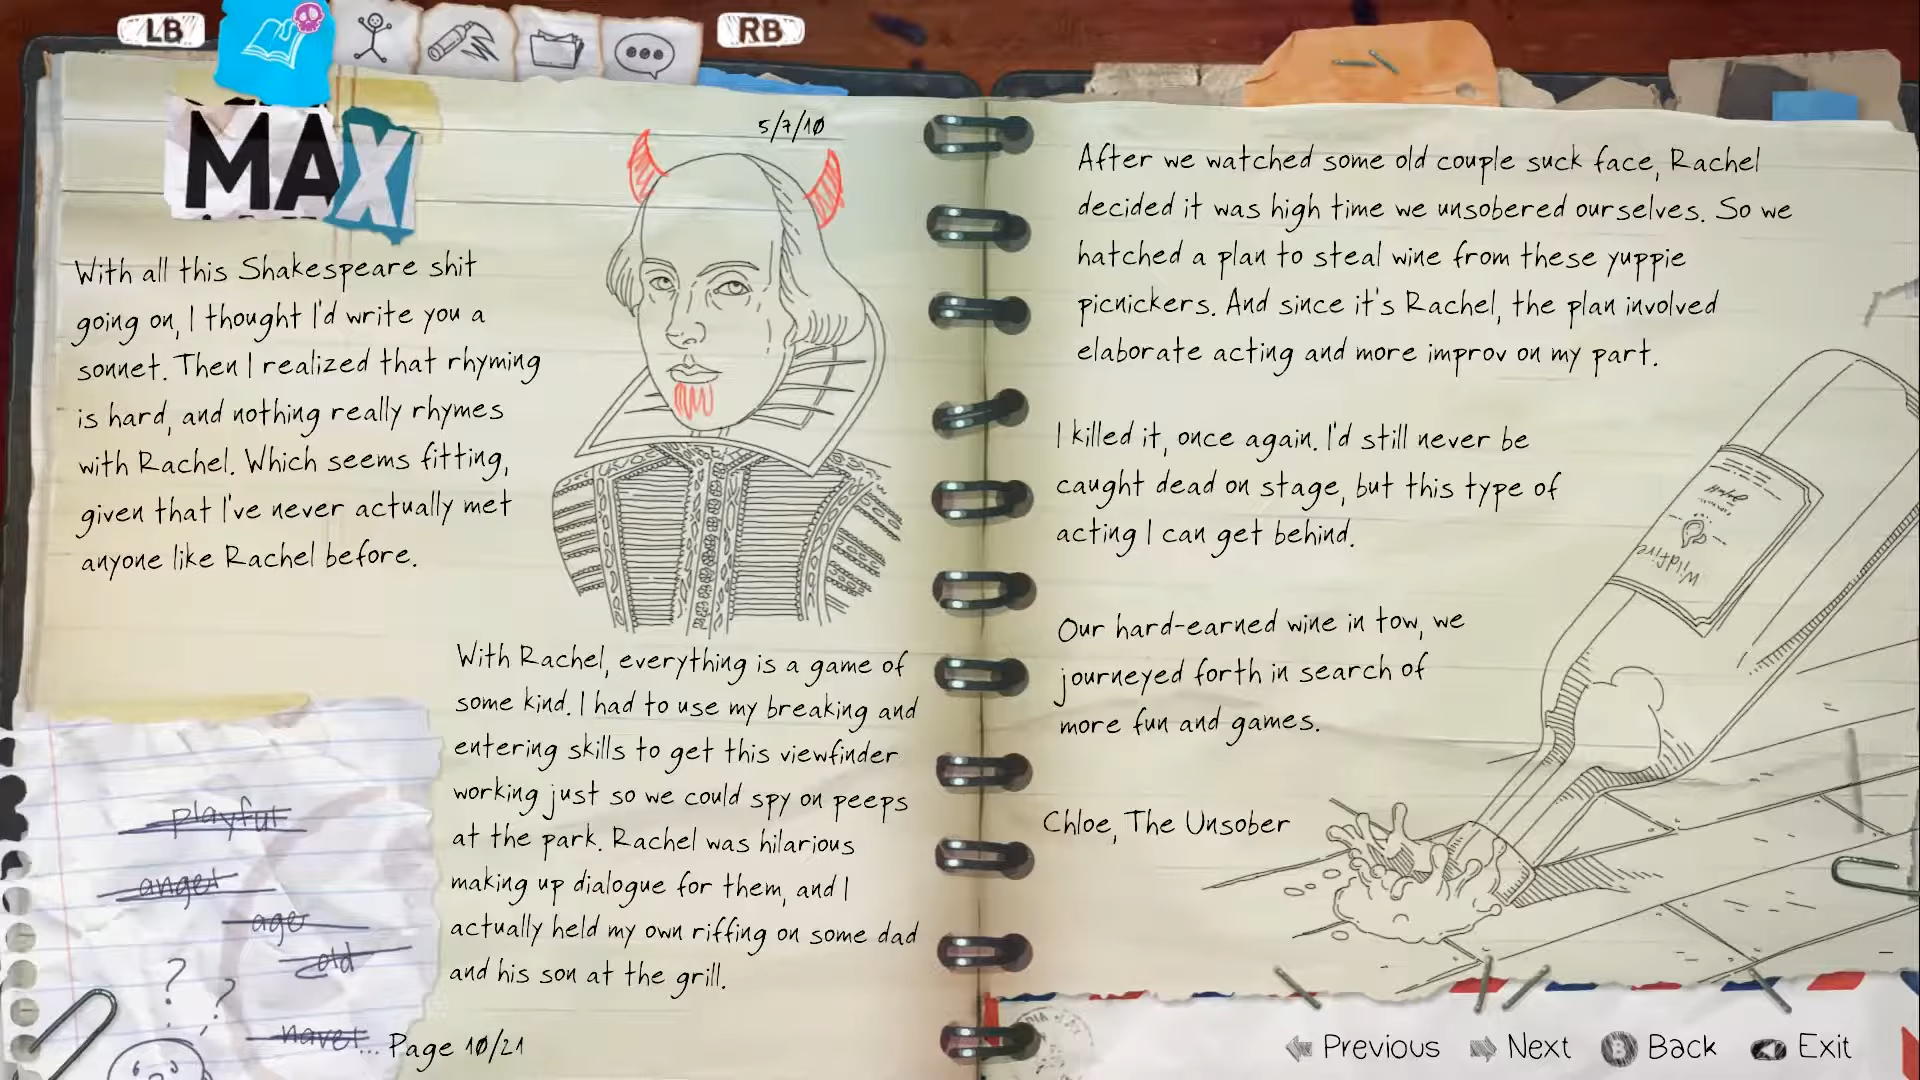 LB
RB
MAX
5/7/10
With all this Shakespeare shit
going on, I thought I'd write you a
sonnet. Then I realized that rhyming
is hard, and nothing really rhymes
with Rachel. Which seems fitting,
given that I've never actually met
anyone like Rachel before.
With Rachel, everything is a game of
some kind. I had to use my breaking and
entering skills to get this viewfinder
working just so we could spy on peeps
at the park. Rachel was hilarious
making up dialogue for them, and I
actually held my own riffing on some dad
and his son at the grill.
playful
angel
age
old
? ?
navel...
Page 10/21
After we watched some old couple suck face, Rachel
decided it was high time we unsobered ourselves. So we
hatched a plan to steal wine from these yuppie
picnickers. And since it's Rachel, the plan involved
elaborate acting and more improv on my part.
I killed it, once again. I'd still never be
caught dead on stage, but this type of
acting I can get behind.
Our hard-earned wine in tow, we
journeyed forth in search of
more fun and games.
Chloe, The Unsober
Wildfire
Previous
Next
B Back
Exit